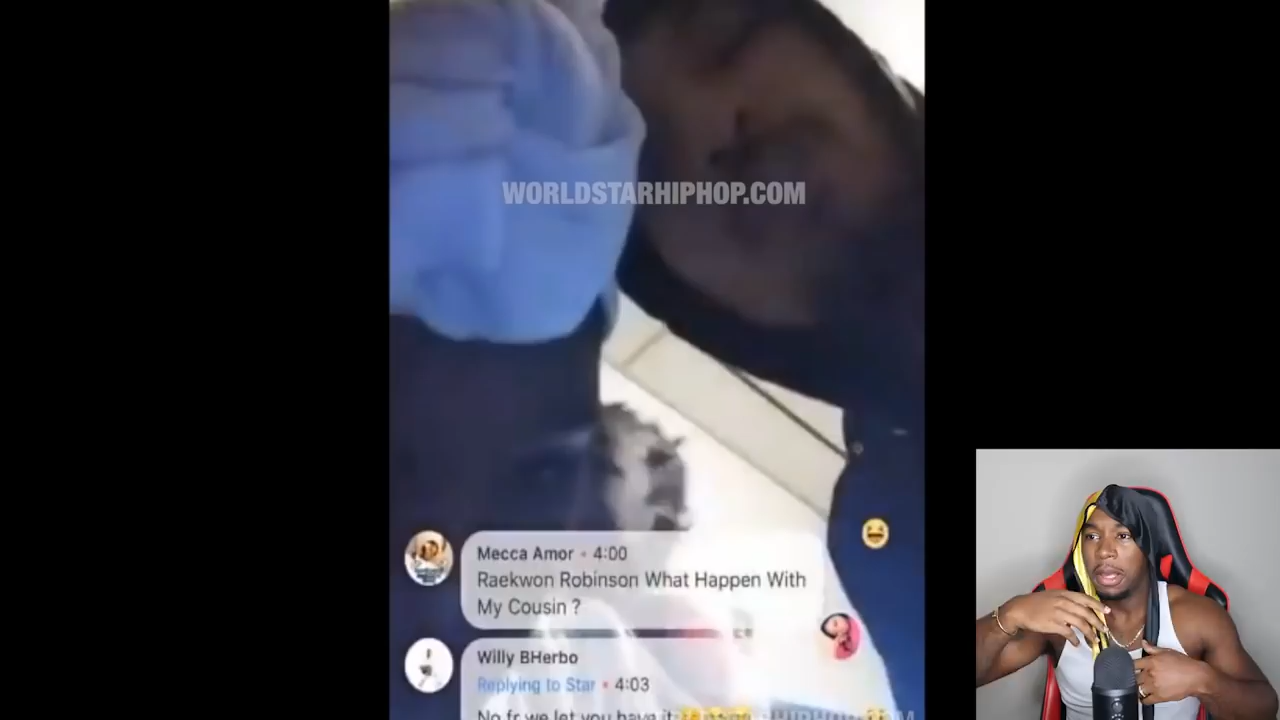 WORLDSTARHIPHOP.COM
Mecca Amor • 4:00
Raekwon Robinson What Happen With
My Cousin ?
Willy BHerbo
Replying to Star • 4:03
No fr we let you have it